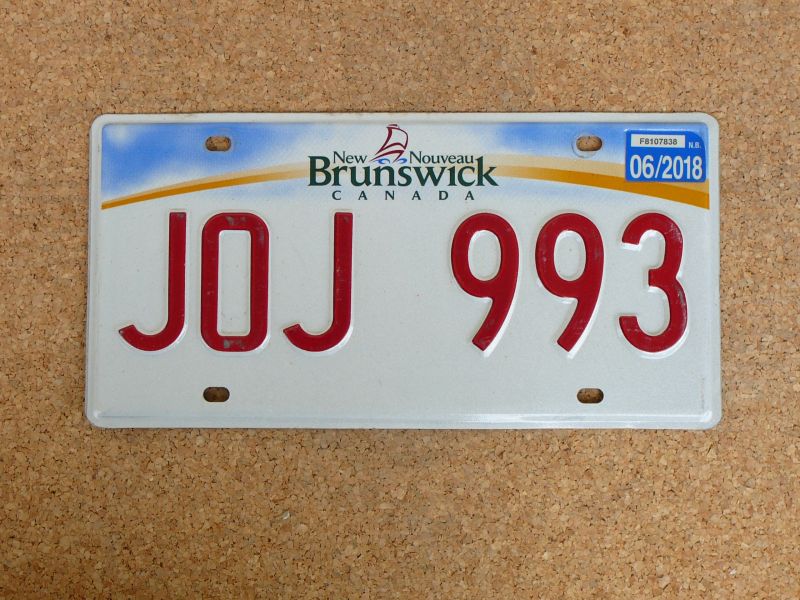 New Nouveau
Brunswick
CANADA
F8107838
N.B.
06/2018
JOJ 993